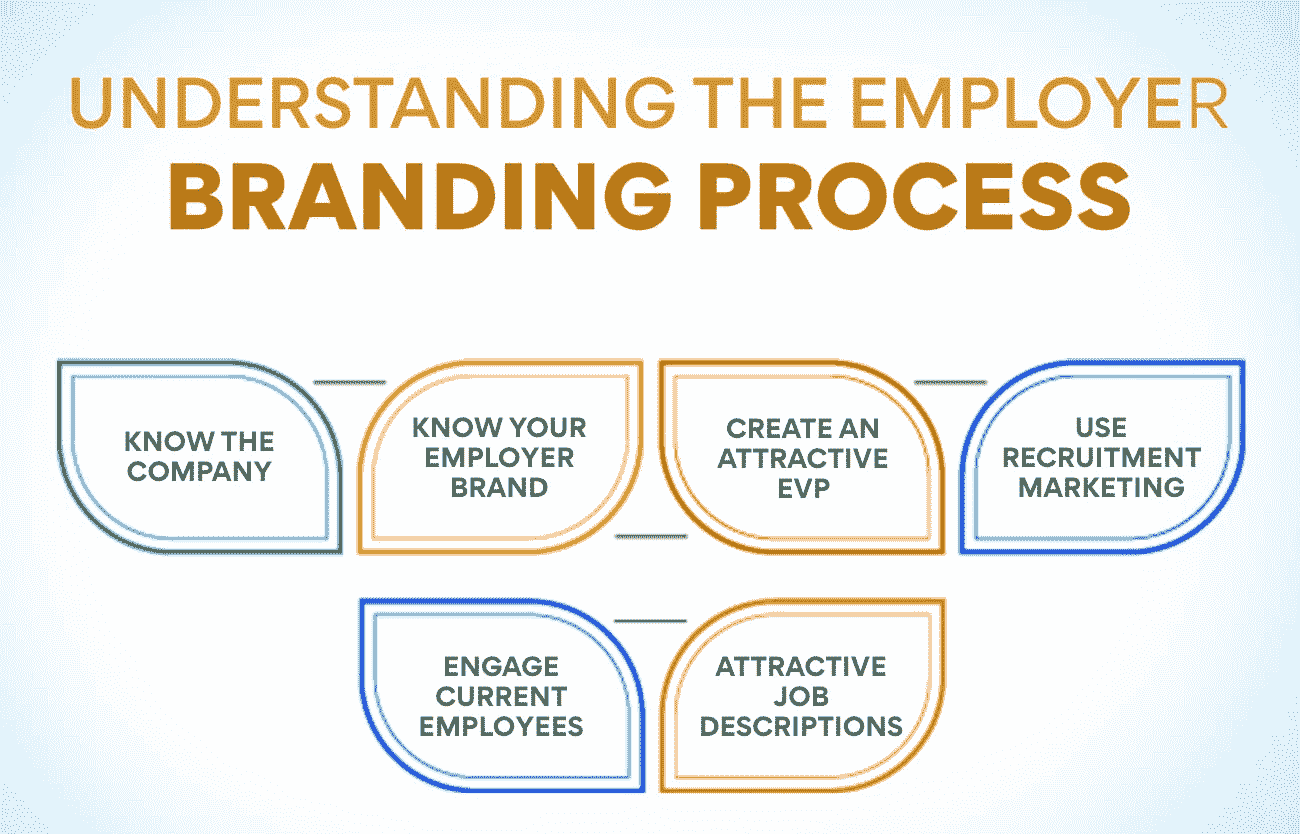 UNDERSTANDING THE EMPLOYER
BRANDING PROCESS
KNOW THE
COMPANY
KNOW YOUR
EMPLOYER
BRAND
CREATE AN
ATTRACTIVE
EVP
USE
RECRUITMENT
MARKETING
ENGAGE
CURRENT
EMPLOYEES
ATTRACTIVE
JOB
DESCRIPTIONS